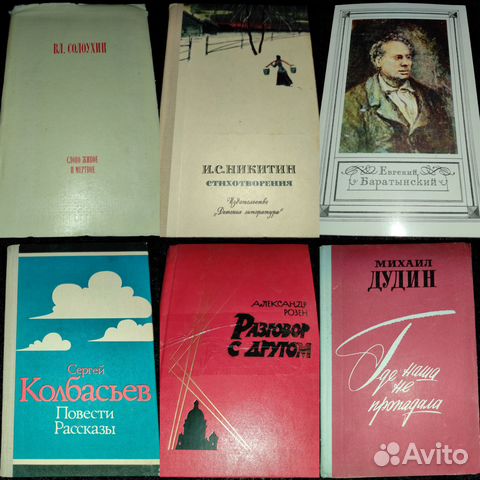 ВЛ. СОЛОУХИН
СЛОВО ЖИВОЕ
И МЕРТВОЕ
И.С.НИКИТИН
СТИХОТВОРЕНИЯ
Издательство
„Детская литература"
Евгений
Баратынский
Сергей
Колбасьев
Повести
Рассказы
АЛЕКСАНДР
РОЗЕН
РАЗГОВОР
С ДРУГОМ
МИХАИЛ
ДУДИН
Где наша
не
пропадала
Avito